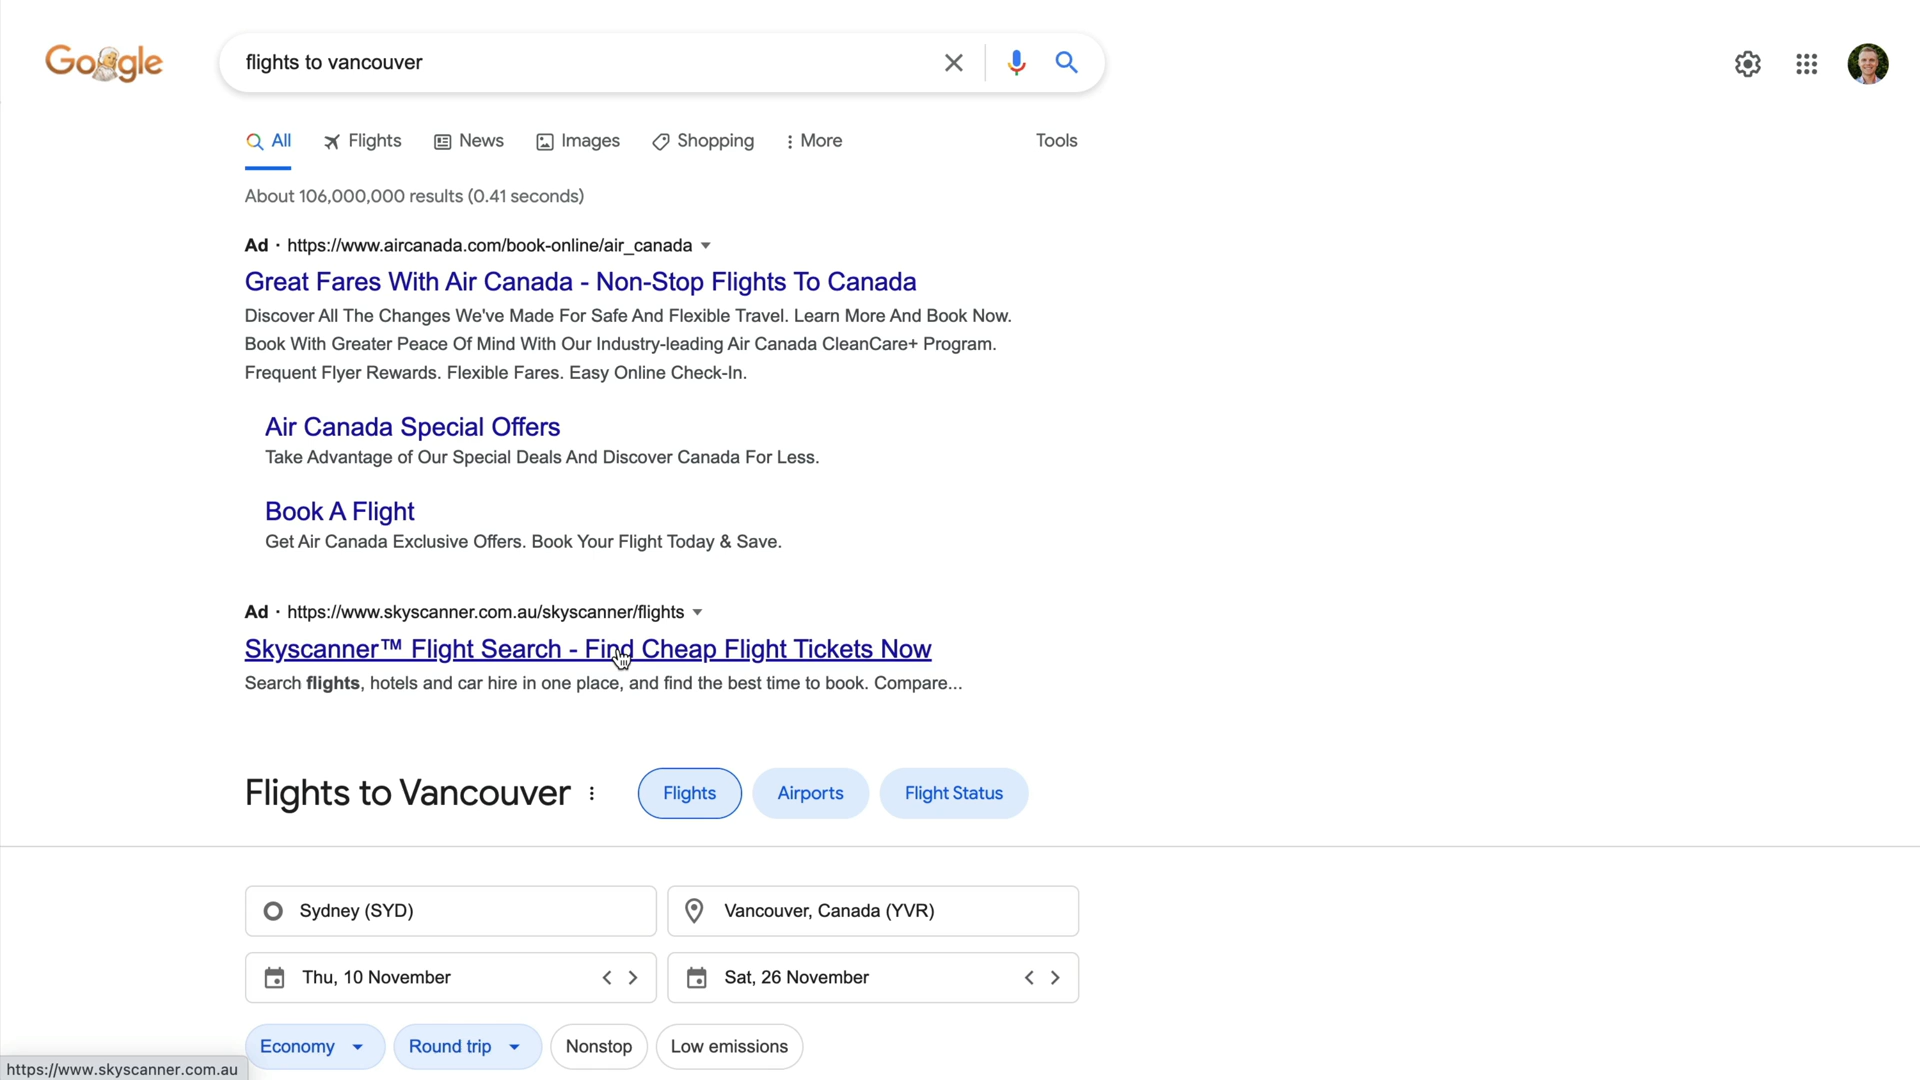 Google
flights to vancouver
All Flights News Images Shopping More Tools
About 106,000,000 results (0.41 seconds)
Ad · https://www.aircanada.com/book-online/air_canada
Great Fares With Air Canada - Non-Stop Flights To Canada
Discover All The Changes We've Made For Safe And Flexible Travel. Learn More And Book Now.
Book With Greater Peace Of Mind With Our Industry-leading Air Canada CleanCare+ Program.
Frequent Flyer Rewards. Flexible Fares. Easy Online Check-In.
Air Canada Special Offers
Take Advantage of Our Special Deals And Discover Canada For Less.
Book A Flight
Get Air Canada Exclusive Offers. Book Your Flight Today & Save.
Ad · https://www.skyscanner.com.au/skyscanner/flights
Skyscanner™ Flight Search - Find Cheap Flight Tickets Now
Search flights, hotels and car hire in one place, and find the best time to book. Compare...
Flights to Vancouver Flights Airports Flight Status
Sydney (SYD) Vancouver, Canada (YVR)
Thu, 10 November Sat, 26 November
Economy Round trip Nonstop Low emissions
https://www.skyscanner.com.au